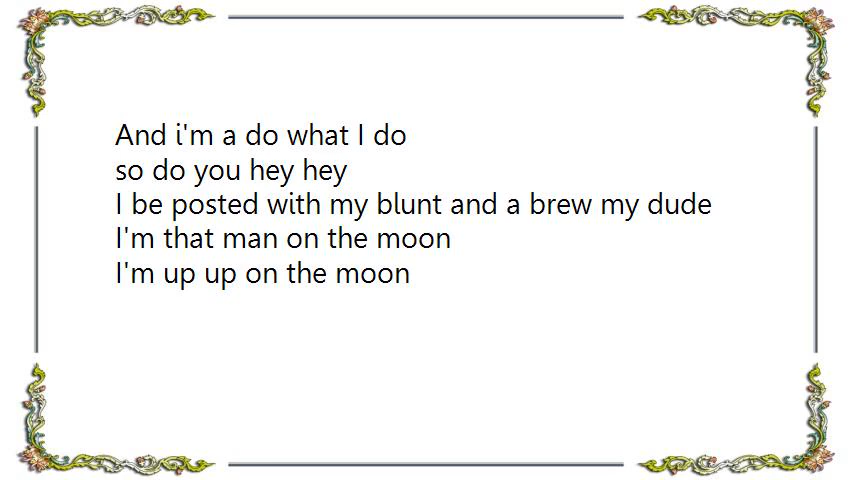 And i'm a do what I do
so do you hey hey
I be posted with my blunt and a brew my dude
I'm that man on the moon
I'm up up on the moon